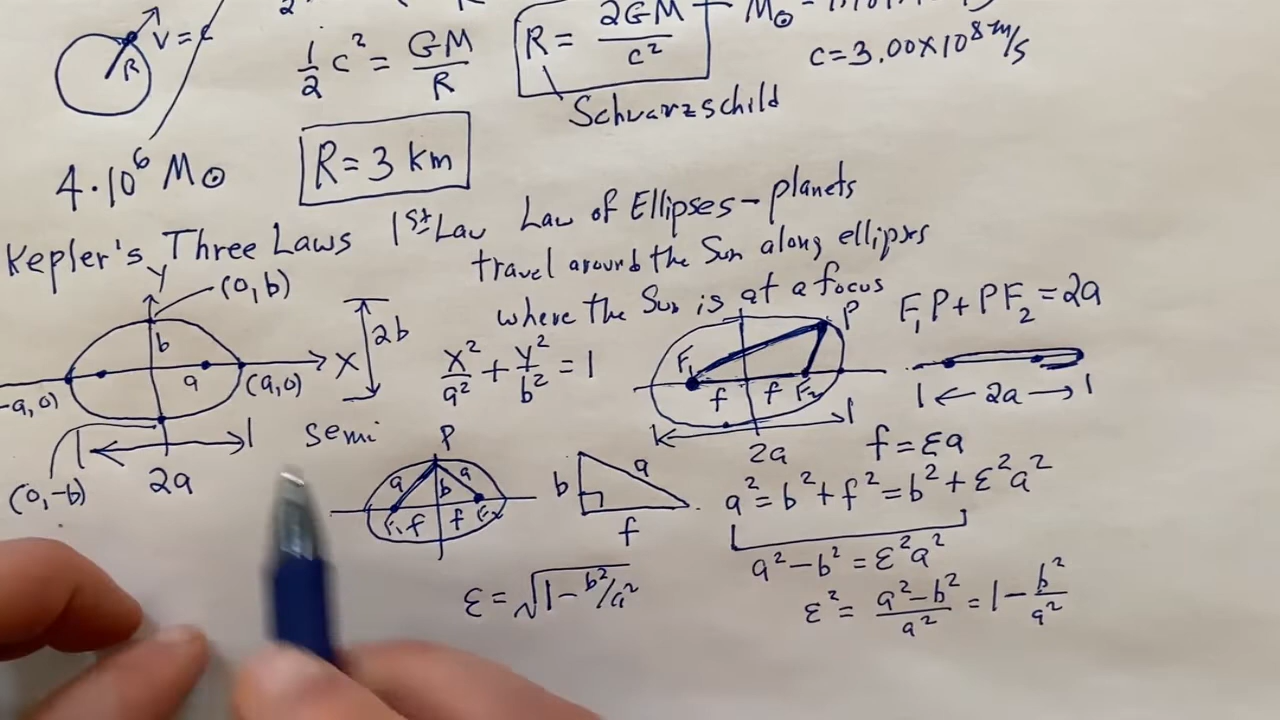 V = c
R
½ c² = GM/R
R = 2GM/c²
M⊙
c = 3.00×10⁸ m/s
Schwarzschild
4·10⁶ M⊙
R = 3 km
Kepler's Three Laws 1st Law Law of Ellipses – planets
travel around the Sun along ellipses
where the Sun is at a focus
y
(0,b)
b
a
x
2b
-a,0)
(a,0)
(0,-b)
2a
semi
x²/a² + y²/b² = 1
P
F₁
f
f
F₂
2a
F₁P + PF₂ = 2a
2a
f = εa
P
a
a
b
F₁ f
f F₂
b
a
f
a² = b² + f² = b² + ε²a²
a² – b² = ε²a²
ε = √1 – b²/a²
ε² = a² – b²/a² = 1 – b²/a²